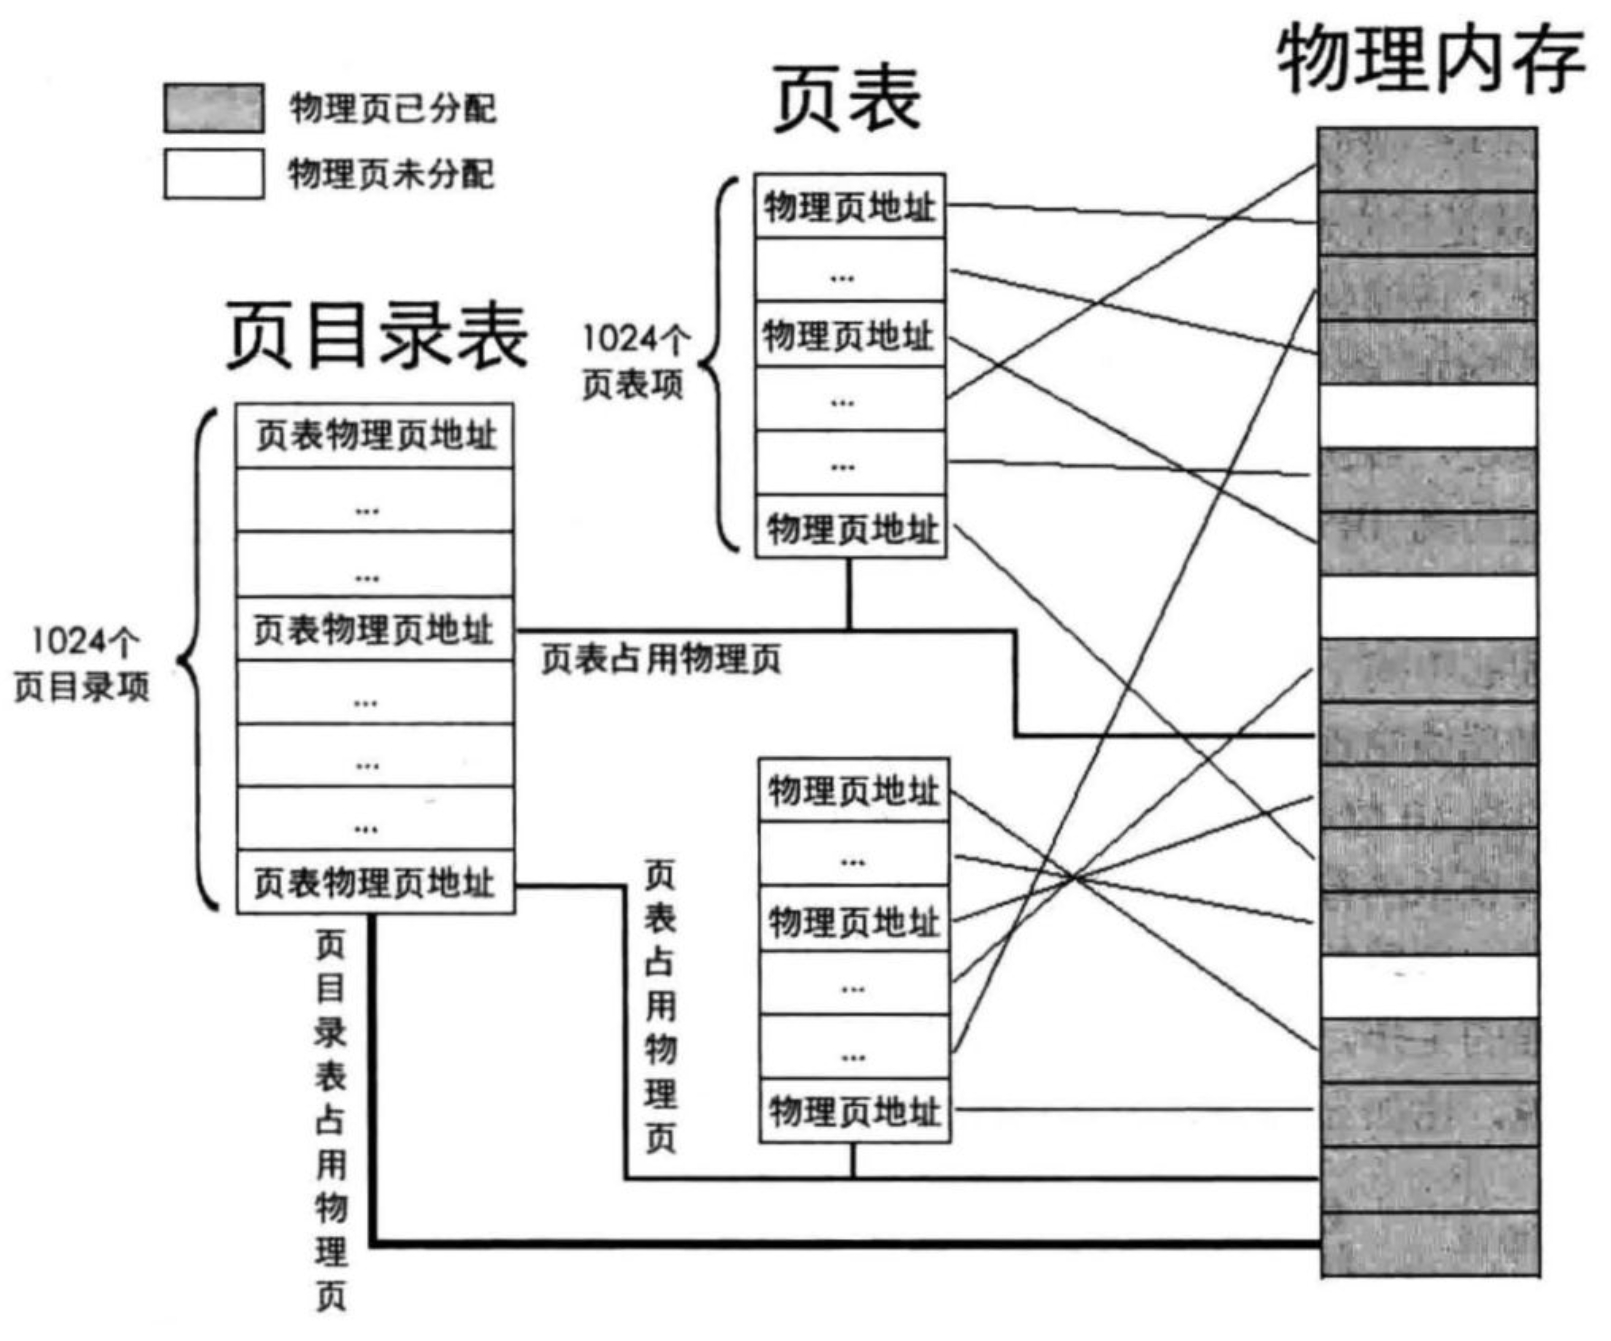 物理内存
页表
物理页已分配
物理页未分配
物理页地址
...
物理页地址
...
...
物理页地址
1024个
页表项
页目录表
页表物理页地址
...
...
页表物理页地址
...
...
...
页表物理页地址
1024个
页目录项
页表占用物理页
物理页地址
...
物理页地址
...
...
物理页地址
页表占用物理页
页目录表占用物理页